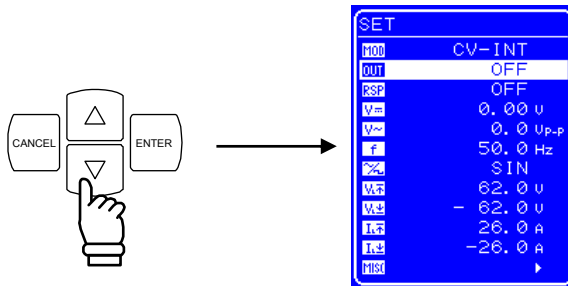 CANCEL
ENTER
SET
MOD CV-INT
OUT OFF
RSP OFF
V= 0.00 V
V~ 0.0 Vp-p
f 50.0 Hz
SIN
V 62.0 V
V - 62.0 V
I 26.0 A
I -26.0 A
MISC